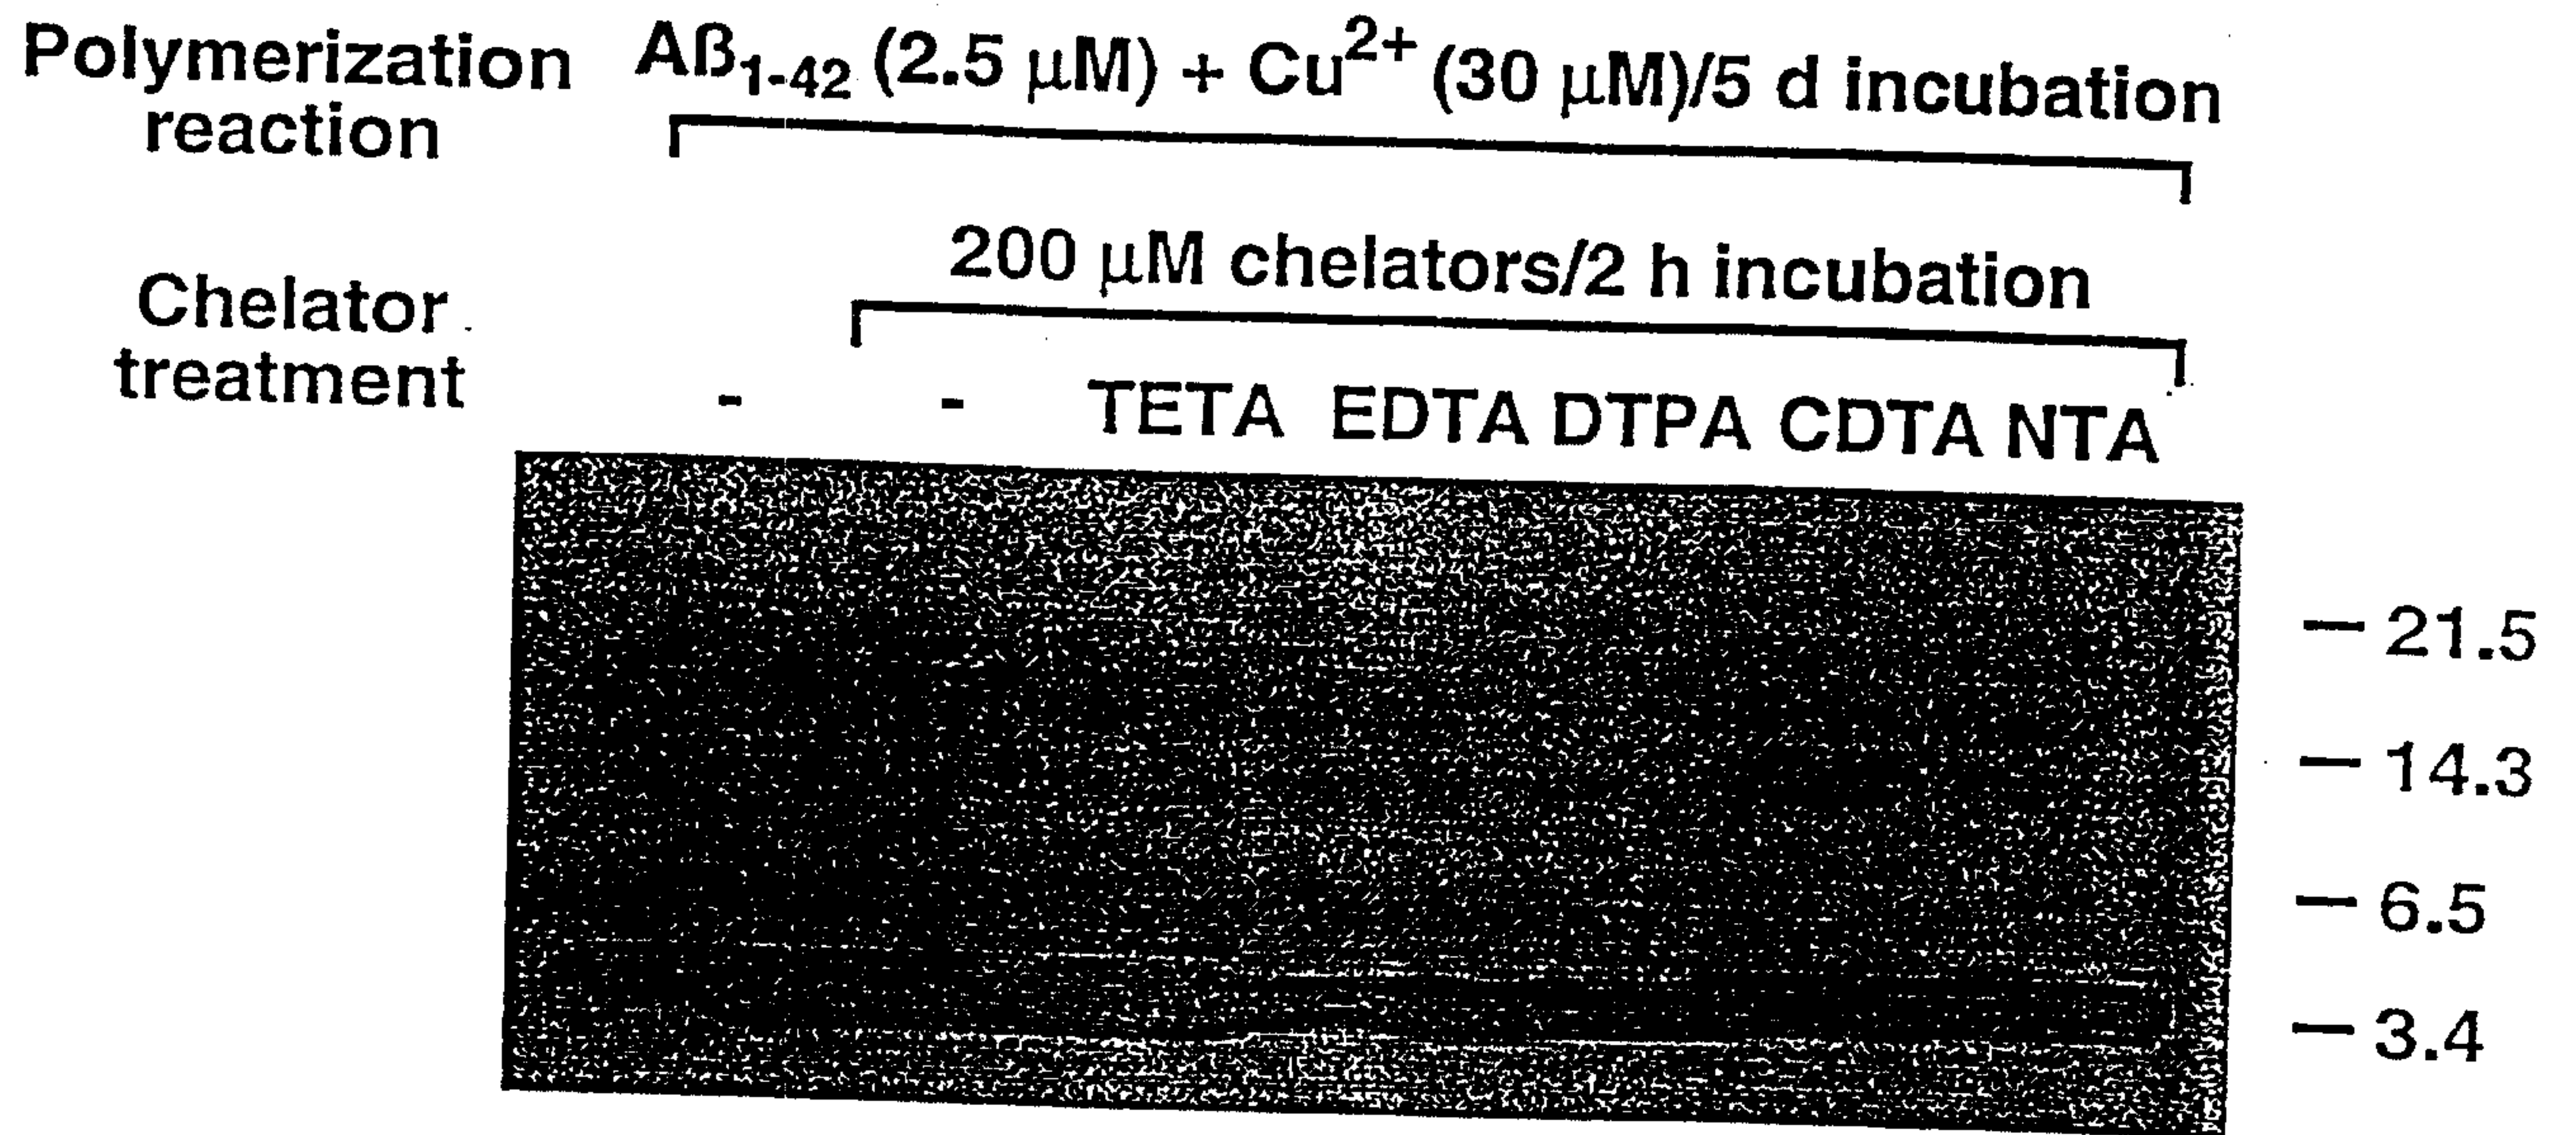 Polymerization
reaction
Aß₁₋₄₂ (2.5 µM) + Cu²⁺ (30 µM)/5 d incubation
200 µM chelators/2 h incubation
Chelator
treatment
- - TETA EDTA DTPA CDTA NTA
— 21.5
— 14.3
— 6.5
— 3.4